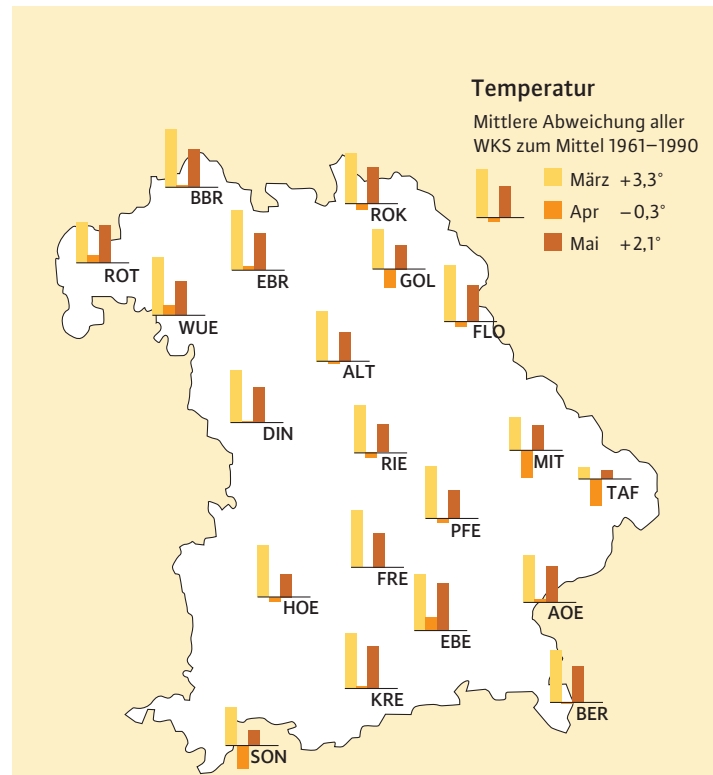 Temperatur
Mittlere Abweichung aller
WKS zum Mittel 1961–1990
März +3,3°
Apr –0,3°
Mai +2,1°
BBR
ROK
ROT
EBR
GOL
WUE
FLO
ALT
DIN
RIE
MIT
TAF
PFE
FRE
HOE
AOE
EBE
KRE
BER
SON